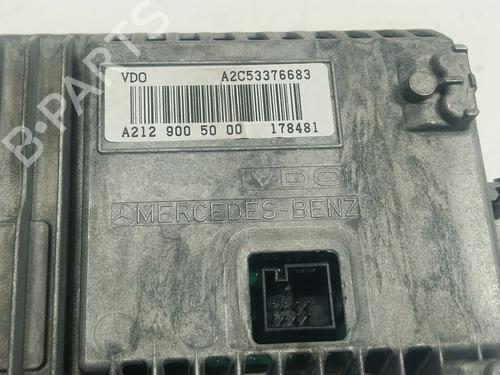 B-PARTS
VDO A2C53376683
A212 900 50 00 178481
VDO
MERCEDES-BENZ